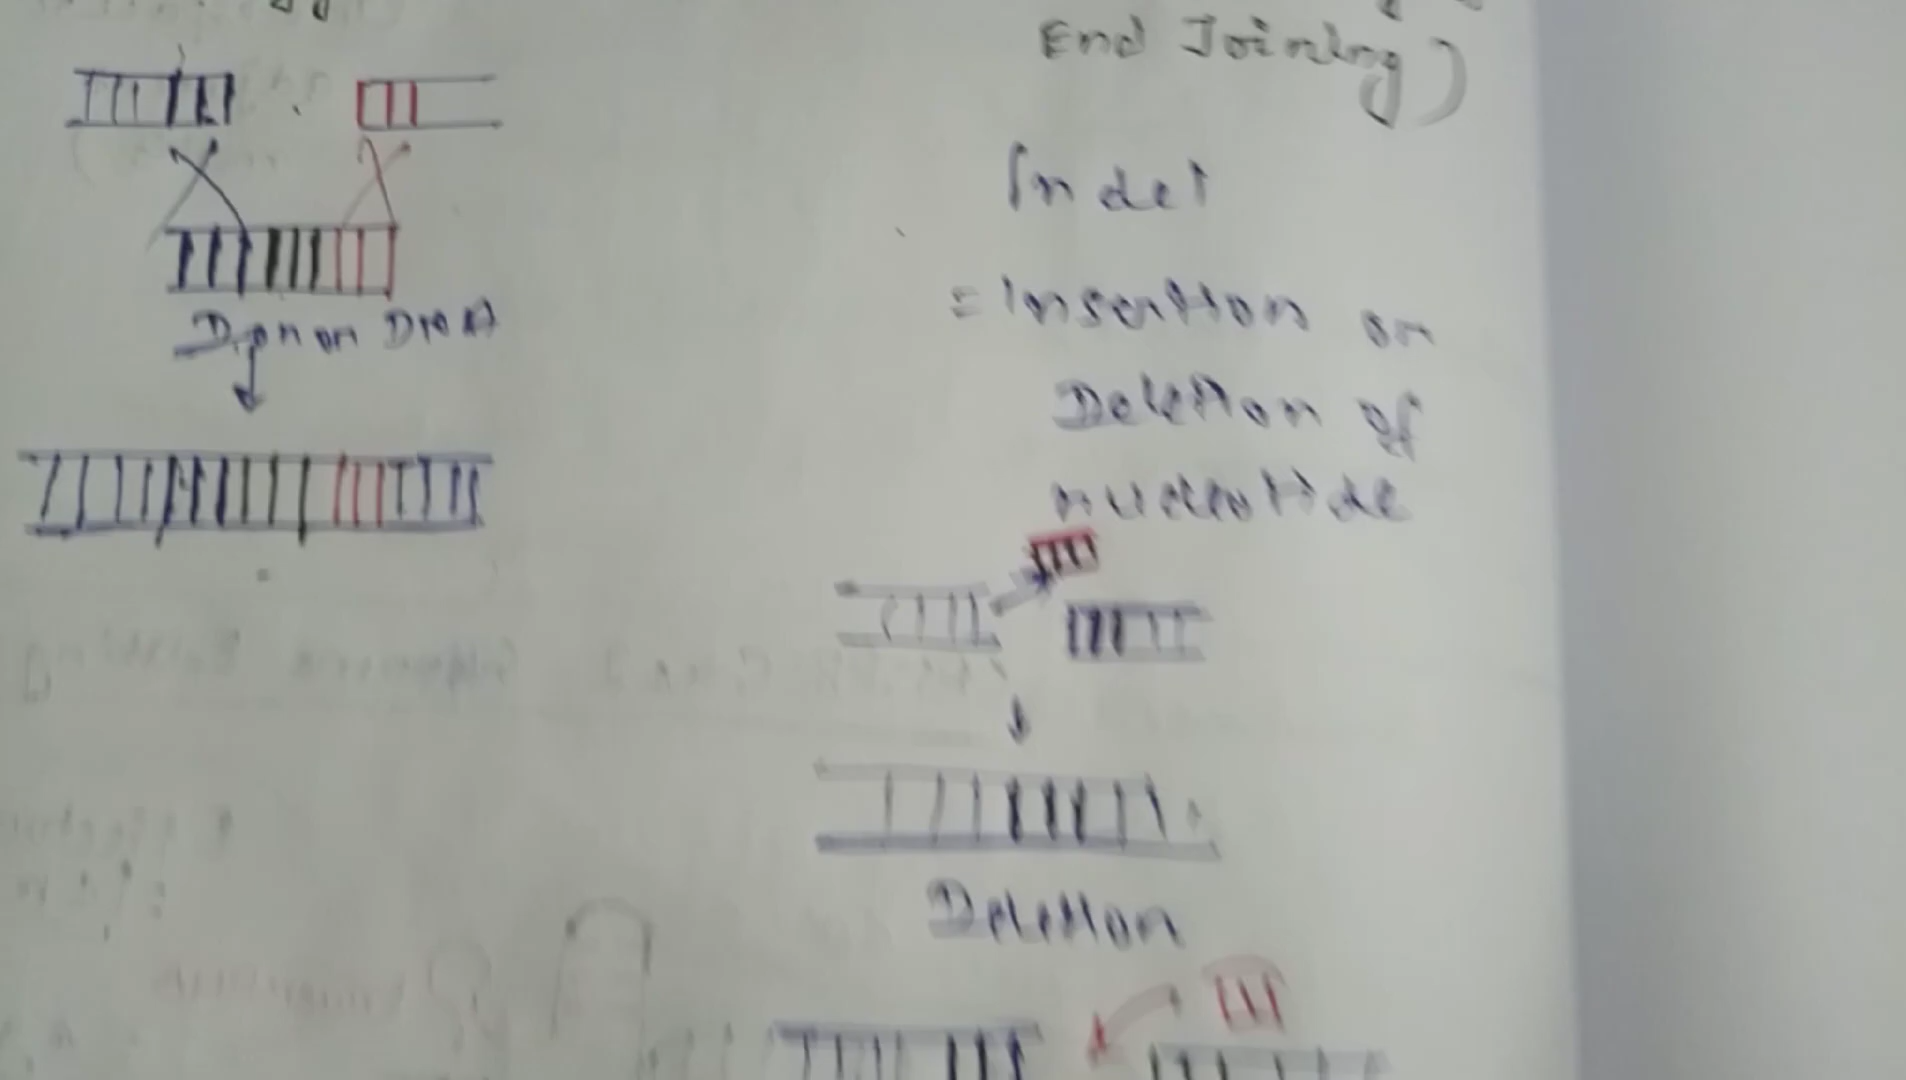 End Joining)
Indel
= Insertion or
Deletion of
nucleotide
Donor DNA
Deletion